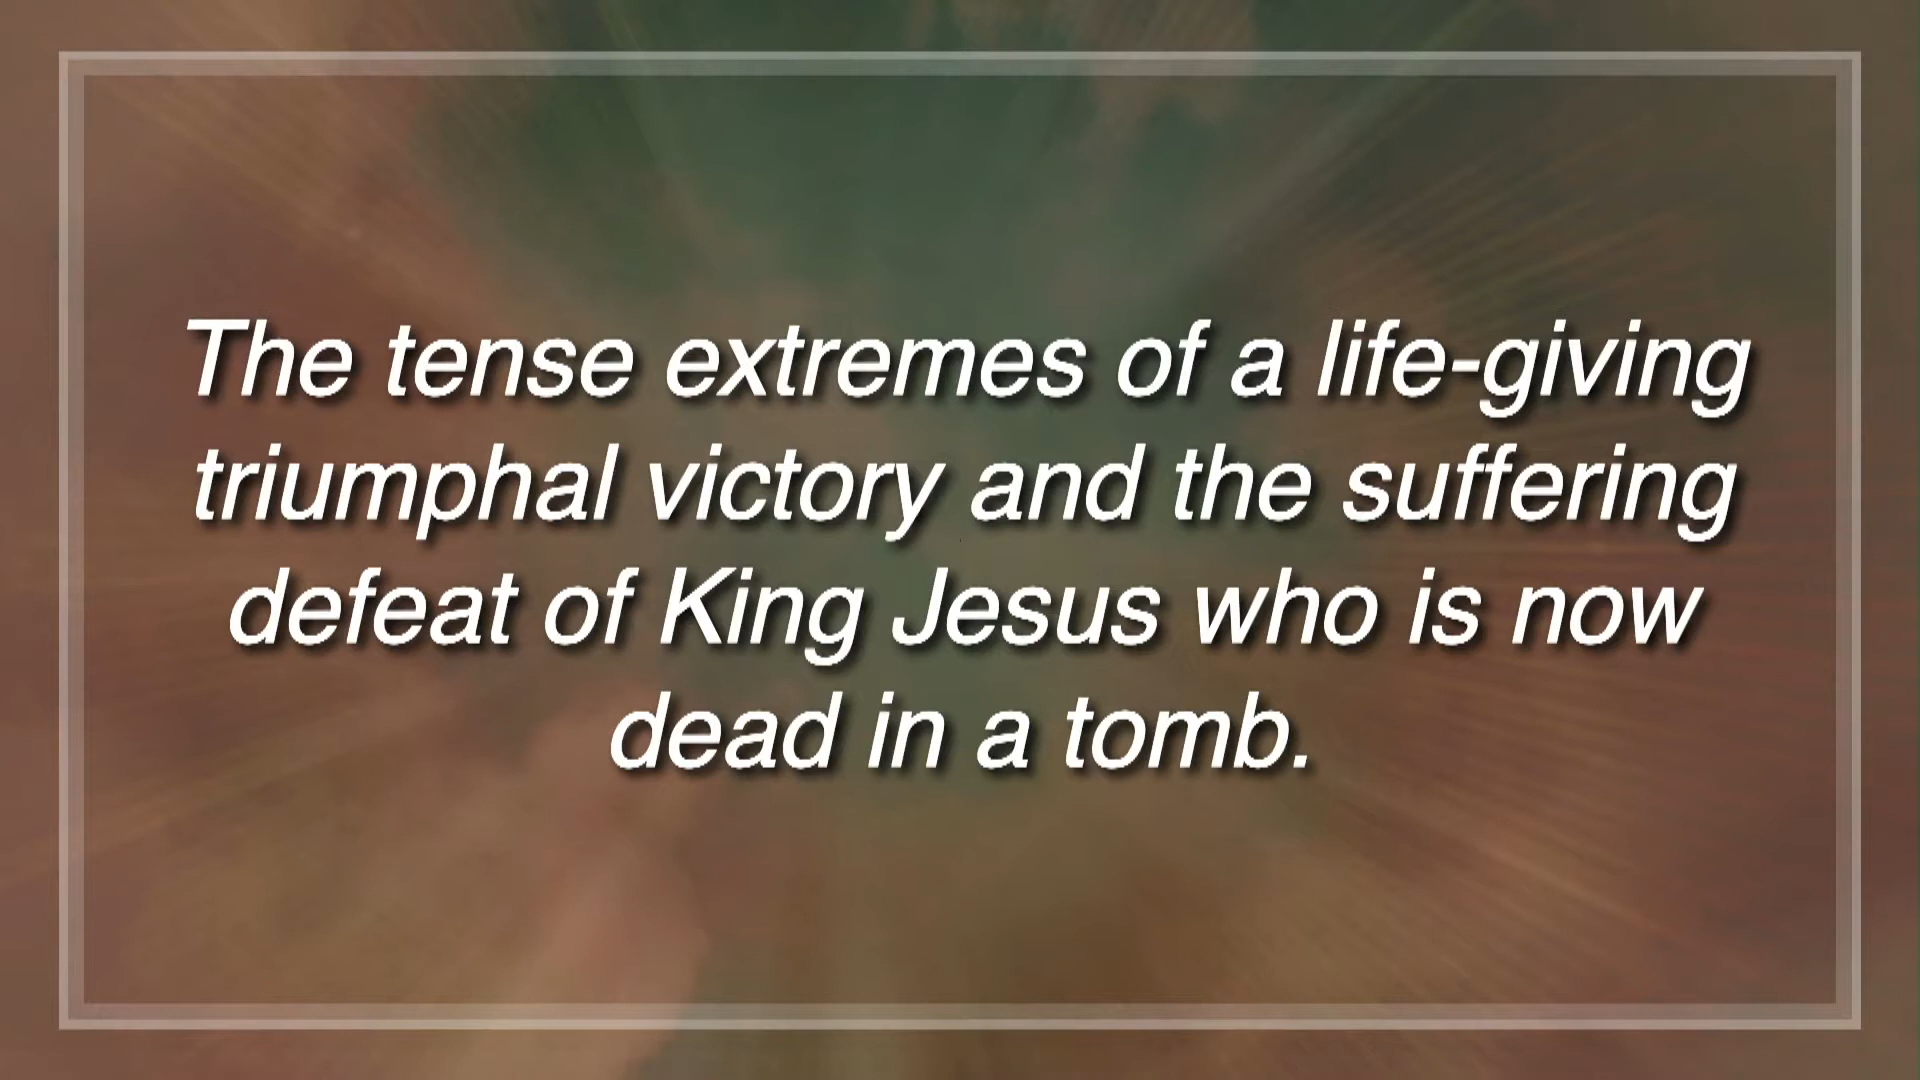 The tense extremes of a life-giving
triumphal victory and the suffering
defeat of King Jesus who is now
dead in a tomb.